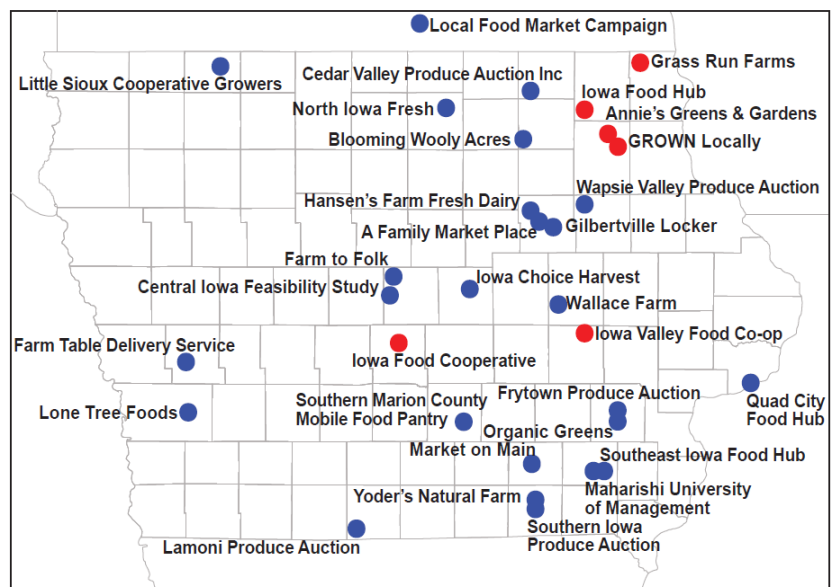 Local Food Market Campaign
Grass Run Farms
Little Sioux Cooperative Growers
Cedar Valley Produce Auction Inc
Iowa Food Hub
North Iowa Fresh
Annie's Greens & Gardens
Blooming Wooly Acres
GROWN Locally
Wapsie Valley Produce Auction
Hansen's Farm Fresh Dairy
A Family Market Place
Gilbertville Locker
Farm to Folk
Iowa Choice Harvest
Central Iowa Feasibility Study
Wallace Farm
Farm Table Delivery Service
Iowa Valley Food Co-op
Iowa Food Cooperative
Lone Tree Foods
Southern Marion County
Mobile Food Pantry
Frytown Produce Auction
Quad City
Food Hub
Organic Greens
Market on Main
Southeast Iowa Food Hub
Yoder's Natural Farm
Maharishi University
of Management
Southern Iowa
Produce Auction
Lamoni Produce Auction